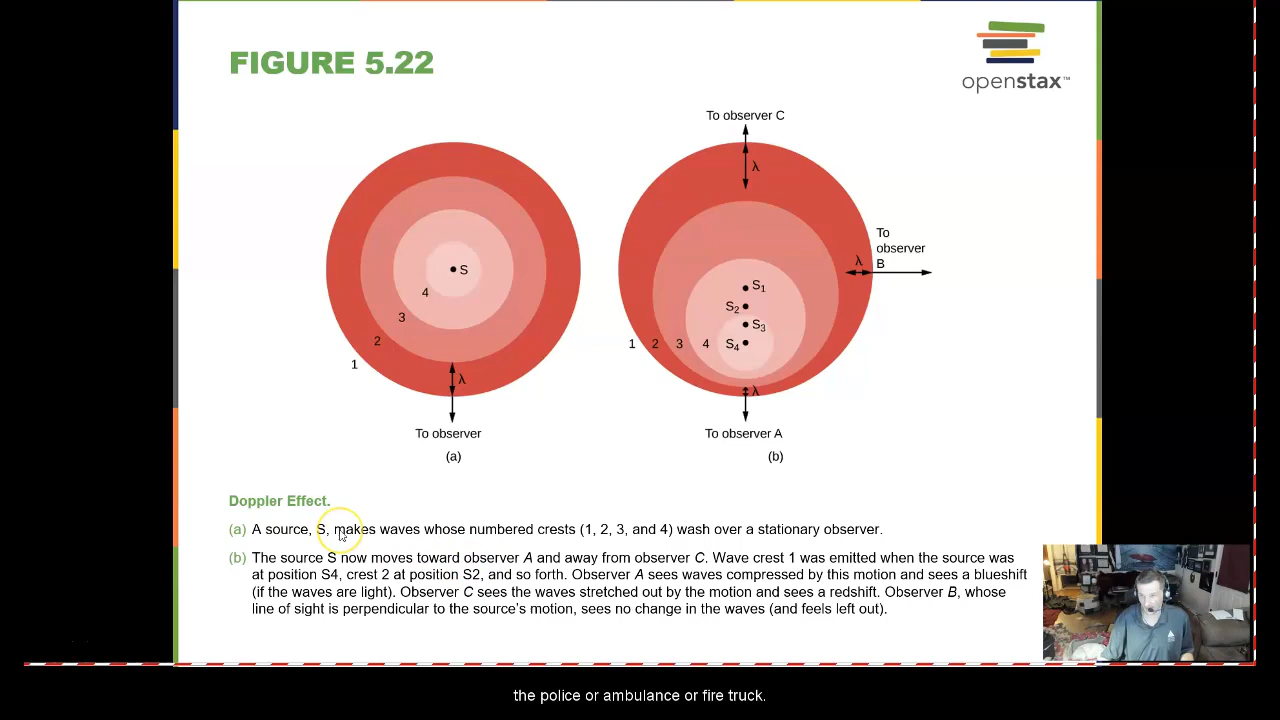 FIGURE 5.22
openstax™
To observer C
λ
To
observer
B
λ
S
S1
S2
S3
S4
4
3
2
1
1 2 3 4
λ
λ
To observer
To observer A
(a)
(b)
Doppler Effect.
(a) A source, S, makes waves whose numbered crests (1, 2, 3, and 4) wash over a stationary observer.
(b) The source S now moves toward observer A and away from observer C. Wave crest 1 was emitted when the source was
at position S4, crest 2 at position S2, and so forth. Observer A sees waves compressed by this motion and sees a blueshift
(if the waves are light). Observer C sees the waves stretched out by the motion and sees a redshift. Observer B, whose
line of sight is perpendicular to the source’s motion, sees no change in the waves (and feels left out).
the police or ambulance or fire truck.